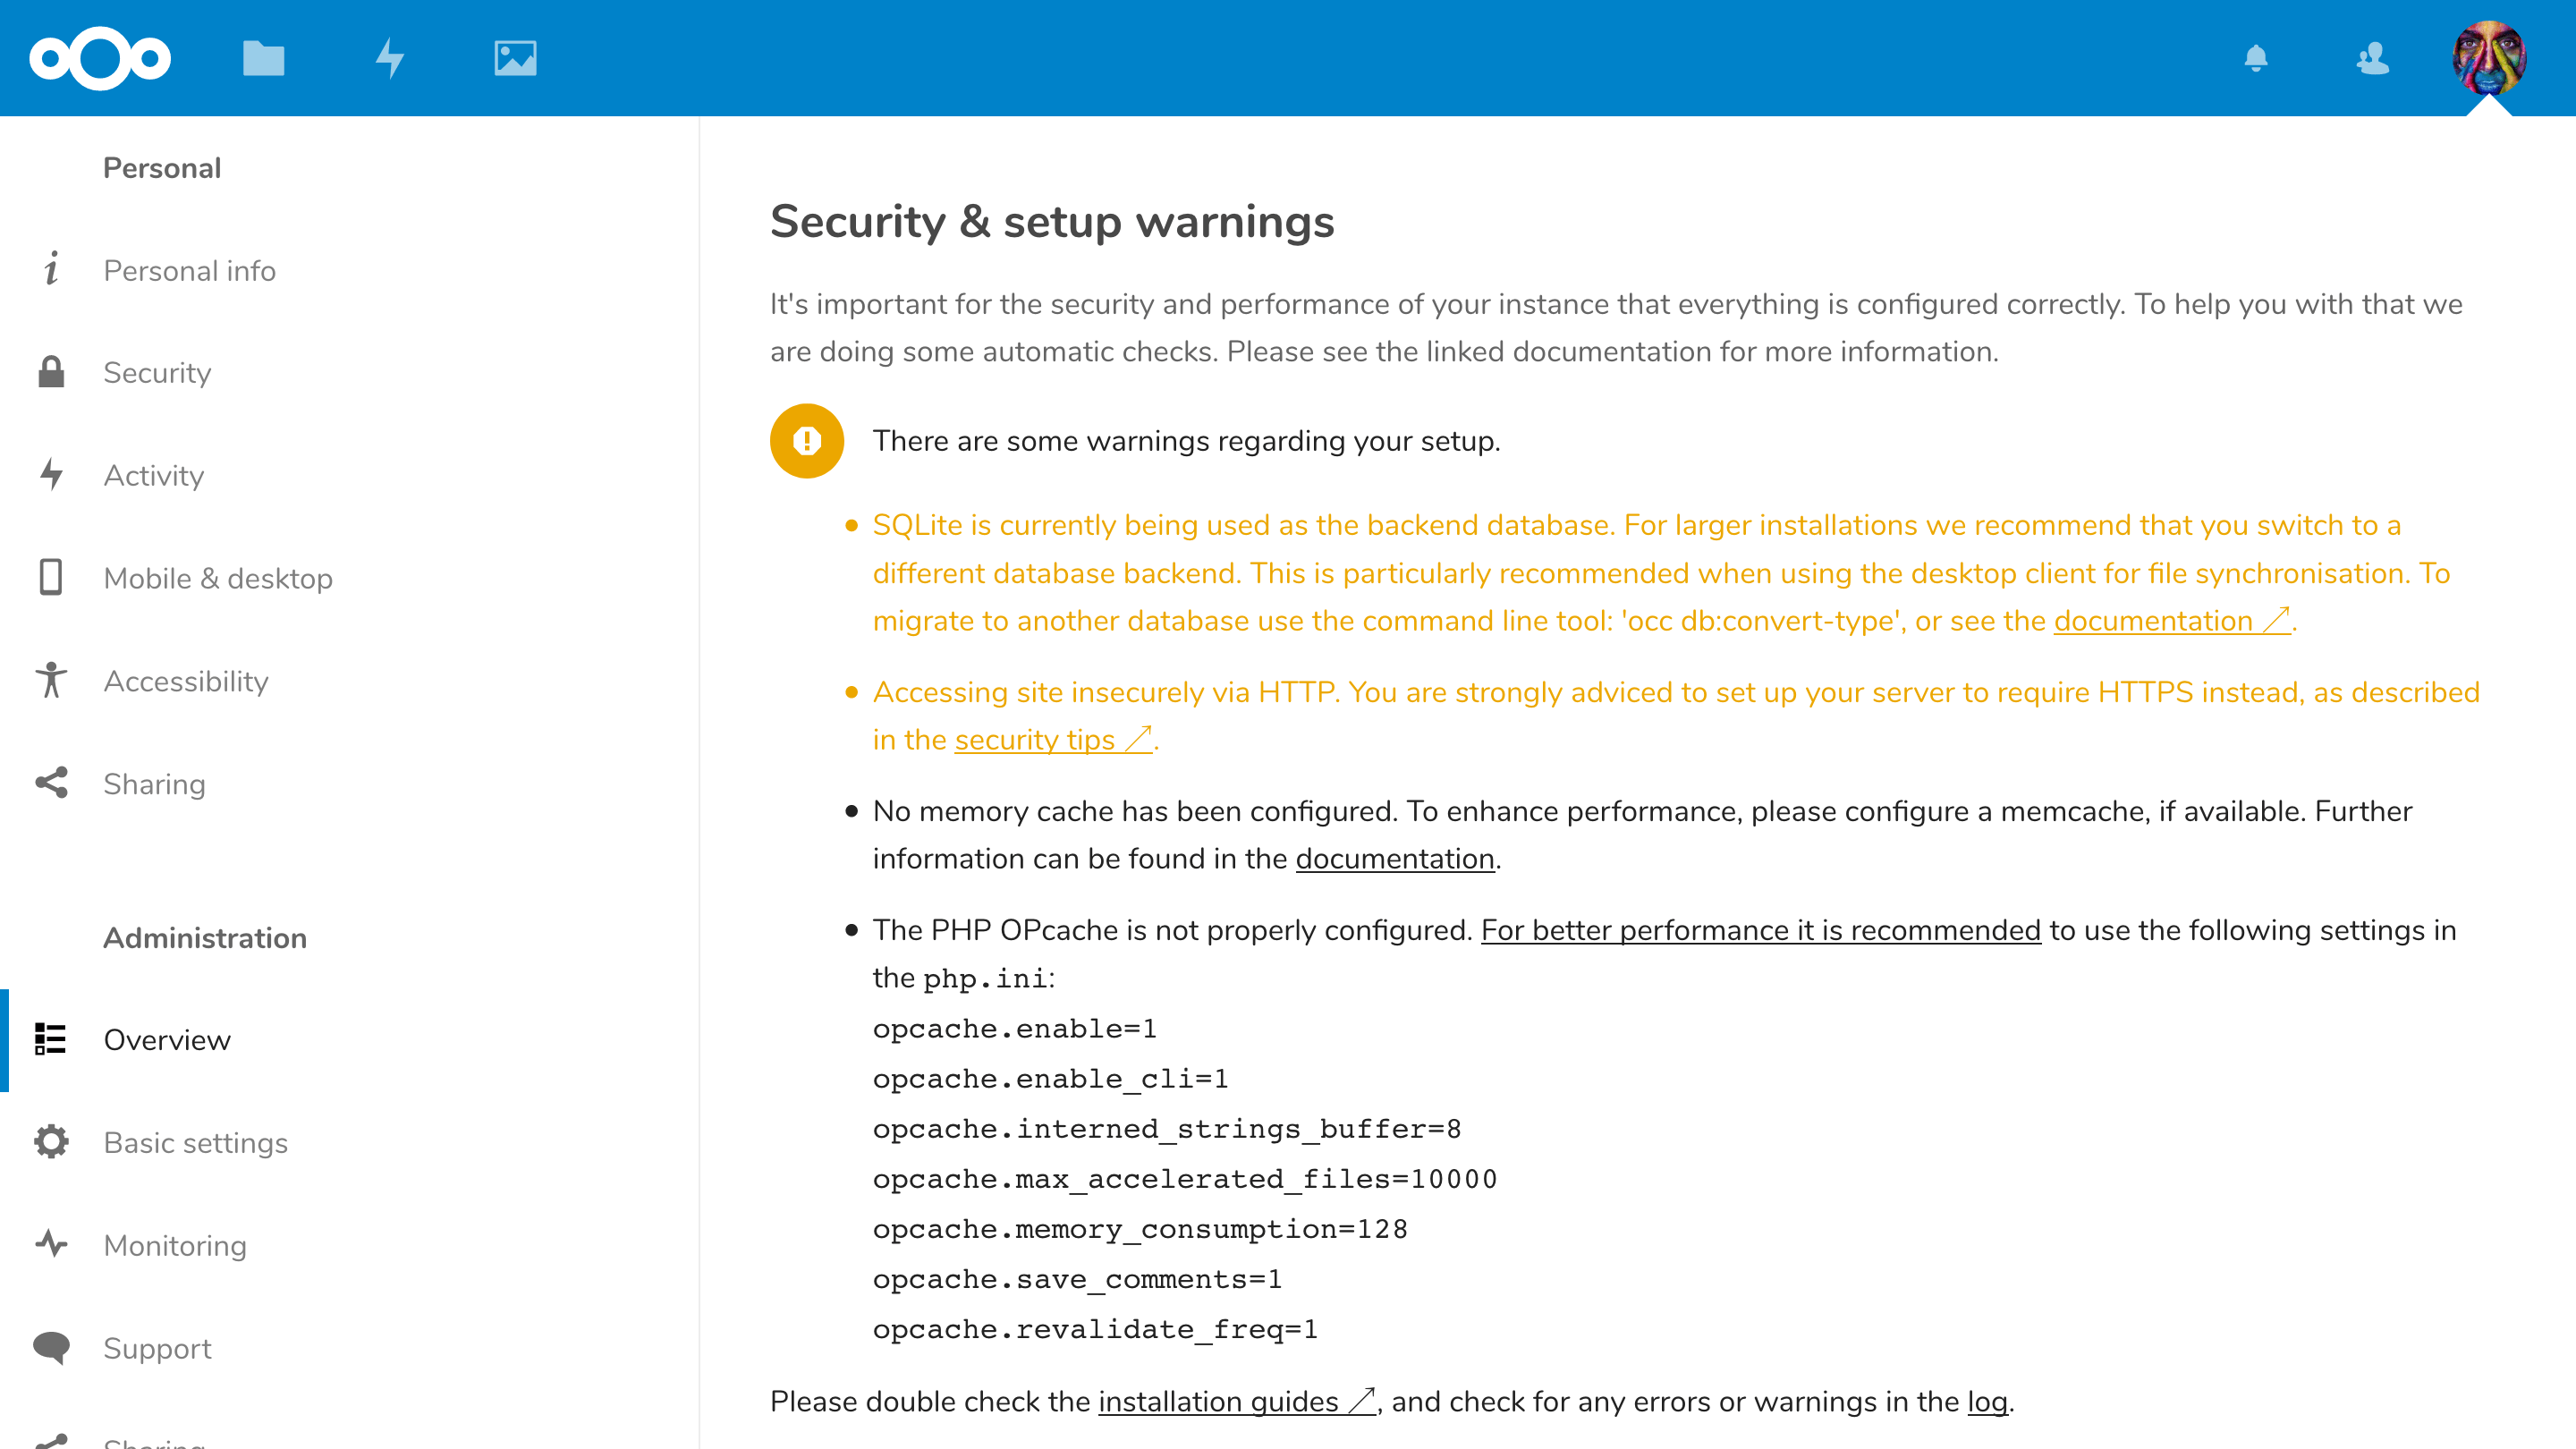 Personal
Personal info
Security
Activity
Mobile & desktop
Accessibility
Sharing
Administration
Overview
Basic settings
Monitoring
Support
Sharing
Security & setup warnings
It's important for the security and performance of your instance that everything is configured correctly. To help you with that we
are doing some automatic checks. Please see the linked documentation for more information.
There are some warnings regarding your setup.
• SQLite is currently being used as the backend database. For larger installations we recommend that you switch to a
different database backend. This is particularly recommended when using the desktop client for file synchronisation. To
migrate to another database use the command line tool: 'occ db:convert-type', or see the documentation ↗.
• Accessing site insecurely via HTTP. You are strongly adviced to set up your server to require HTTPS instead, as described
in the security tips ↗.
• No memory cache has been configured. To enhance performance, please configure a memcache, if available. Further
information can be found in the documentation.
• The PHP OPcache is not properly configured. For better performance it is recommended to use the following settings in
the php.ini:
opcache.enable=1
opcache.enable_cli=1
opcache.interned_strings_buffer=8
opcache.max_accelerated_files=10000
opcache.memory_consumption=128
opcache.save_comments=1
opcache.revalidate_freq=1
Please double check the installation guides ↗, and check for any errors or warnings in the log.